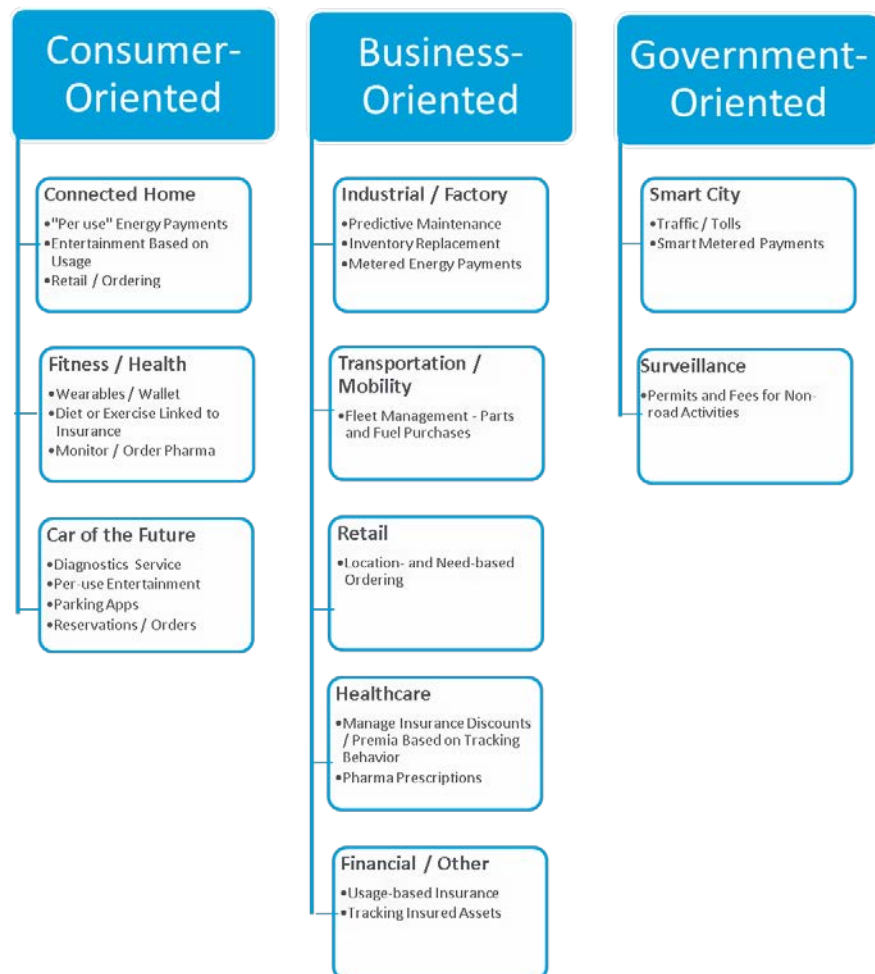 Consumer-
Oriented
Connected Home
•"Per use" Energy Payments
•Entertainment Based on
Usage
•Retail / Ordering
Fitness / Health
•Wearables / Wallet
•Diet or Exercise Linked to
Insurance
•Monitor / Order Pharma
Car of the Future
•Diagnostics Service
•Per-use Entertainment
•Parking Apps
•Reservations / Orders
Business-
Oriented
Industrial / Factory
•Predictive Maintenance
•Inventory Replacement
•Metered Energy Payments
Transportation /
Mobility
•Fleet Management - Parts
and Fuel Purchases
Retail
•Location- and Need-based
Ordering
Healthcare
•Manage Insurance Discounts
/ Premia Based on Tracking
Behavior
•Pharma Prescriptions
Financial / Other
•Usage-based Insurance
•Tracking Insured Assets
Government-
Oriented
Smart City
•Traffic / Tolls
•Smart Metered Payments
Surveillance
•Permits and Fees for Non-
road Activities